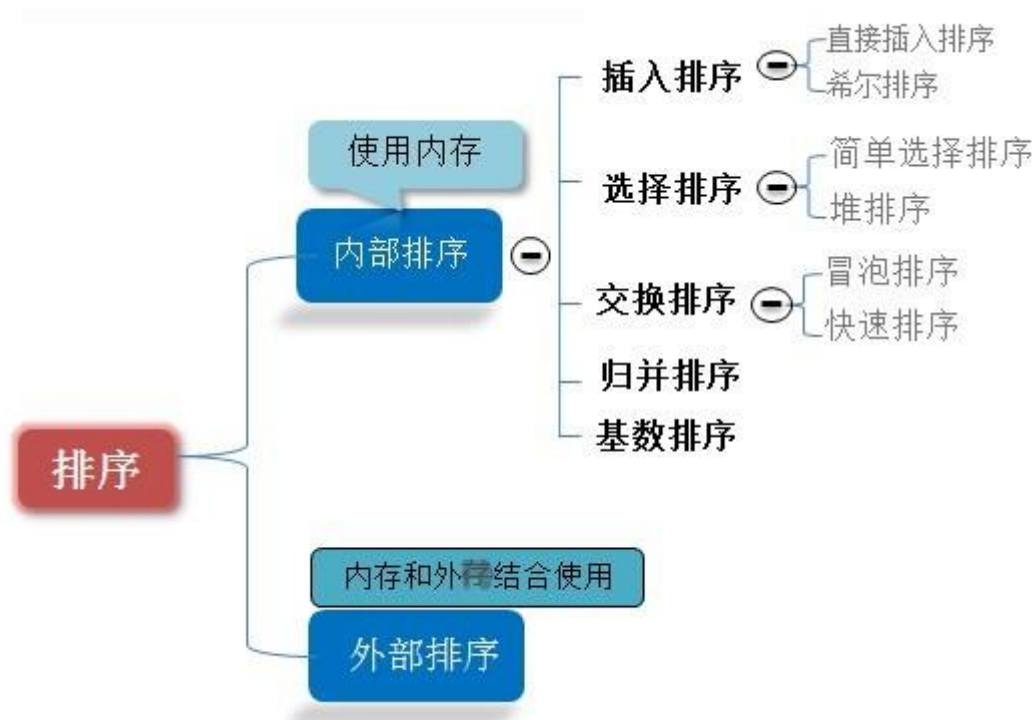 直接插入排序
插入排序
希尔排序
使用内存
简单选择排序
选择排序
堆排序
内部排序
冒泡排序
交换排序
快速排序
归并排序
基数排序
排序
内存和外存结合使用
外部排序